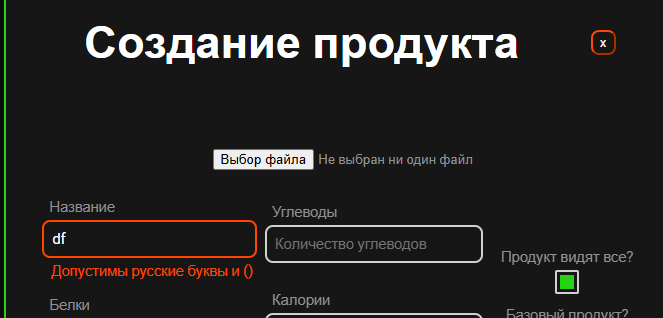 Создание продукта
x
Выбор файла Не выбран ни один файл
Название
df
Допустимы русские буквы и ()
Белки
Углеводы
Количество углеводов
Калории
Продукт видят все?
Базовый продукт?